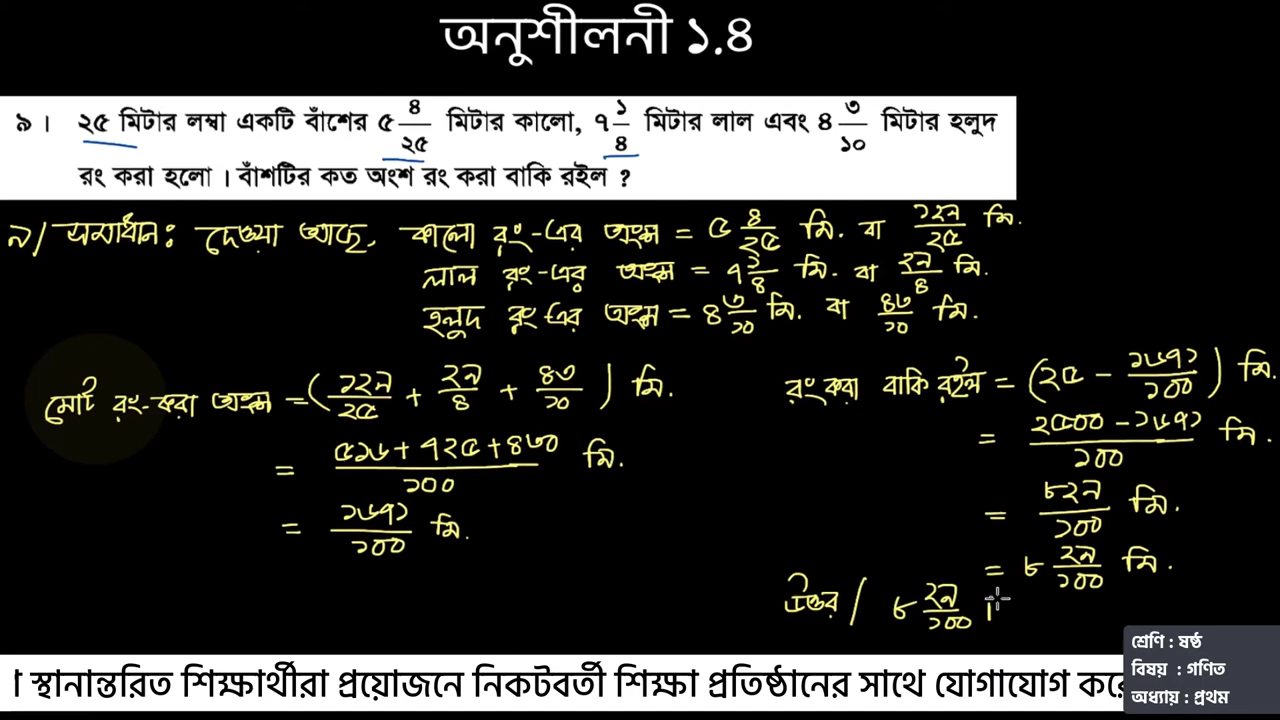 অনুশীলনী ১.৪
৯। ২৫ মিটার লম্বা একটি বাঁশের ৫ ৪/২৫ মিটার কালো, ৭ ১/৪ মিটার লাল এবং ৪ ৩/১০ মিটার হলুদ
রং করা হলো। বাঁশটির কত অংশ রং করা বাকি রইল ?
৯/ সমাধান: দেওয়া আছে, কালো রং-এর অংশ = ৫ ৪/২৫ মি. বা ১২৯/২৫ মি.
লাল রং-এর অংশ = ৭ ১/৪ মি. বা ২৯/৪ মি.
হলুদ রং এর অংশ = ৪ ৩/১০ মি. বা ৪৩/১০ মি.
মোট রং-করা অংশ = (১২৯/২৫ + ২৯/৪ + ৪৩/১০) মি.
= ৫১৬+৭২৫+৪৩০/১০০ মি.
= ১৬৭১/১০০ মি.
রং করা বাকি রইল = (২৫ - ১৬৭১/১০০) মি.
= ২৫০০ - ১৬৭১/১০০ মি.
= ৮২৯/১০০ মি.
= ৮ ২৯/১০০ মি.
উত্তর/ ৮ ২৯/১০০
শ্রেণি : ষষ্ঠ
বিষয় : গণিত
অধ্যায় : প্রথম
। স্থানান্তরিত শিক্ষার্থীরা প্রয়োজনে নিকটবর্তী শিক্ষা প্রতিষ্ঠানের সাথে যোগাযোগ করে